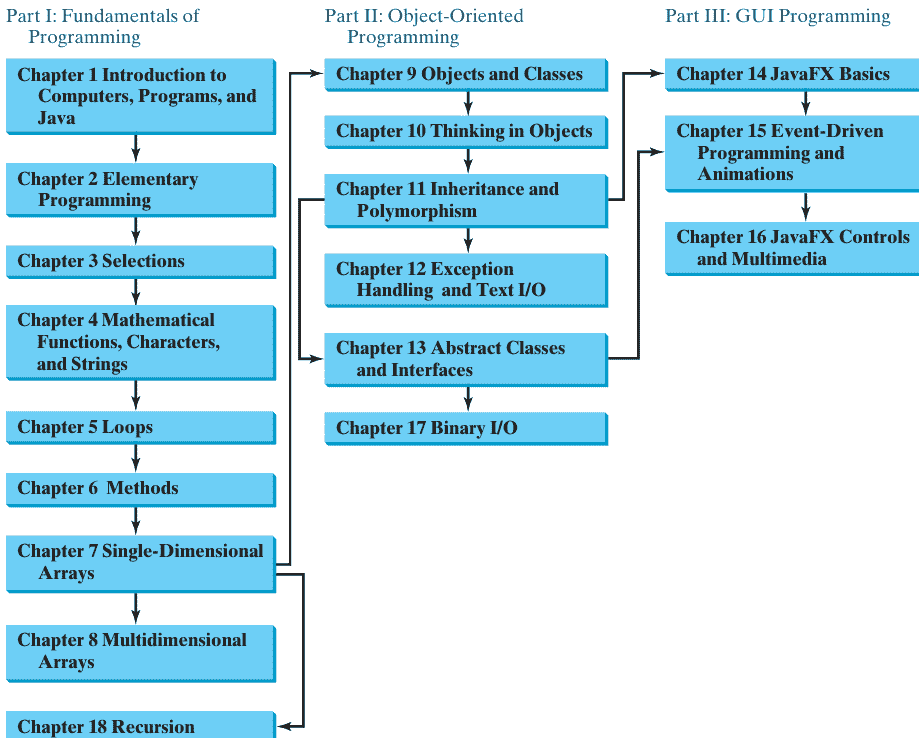 Part I: Fundamentals of
Programming
Chapter 1 Introduction to
Computers, Programs, and
Java
Chapter 2 Elementary
Programming
Chapter 3 Selections
Chapter 4 Mathematical
Functions, Characters,
and Strings
Chapter 5 Loops
Chapter 6 Methods
Chapter 7 Single-Dimensional
Arrays
Chapter 8 Multidimensional
Arrays
Chapter 18 Recursion
Part II: Object-Oriented
Programming
Chapter 9 Objects and Classes
Chapter 10 Thinking in Objects
Chapter 11 Inheritance and
Polymorphism
Chapter 12 Exception
Handling and Text I/O
Chapter 13 Abstract Classes
and Interfaces
Chapter 17 Binary I/O
Part III: GUI Programming
Chapter 14 JavaFX Basics
Chapter 15 Event-Driven
Programming and
Animations
Chapter 16 JavaFX Controls
and Multimedia